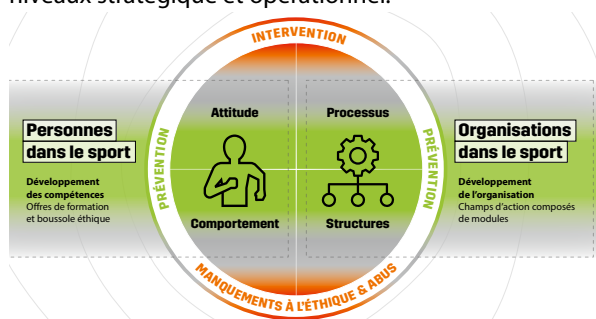 niveaux stratégique et opérationnel.
INTERVENTION
Attitude
Processus
Personnes
dans le sport
PRÉVENTION
PRÉVENTION
Organisations
dans le sport
Développement
des compétences
Offres de formation
et boussole éthique
Développement
de l'organisation
Champs d'action composés
de modules
Comportement
Structures
MANQUEMENTS À L'ÉTHIQUE & ABUS